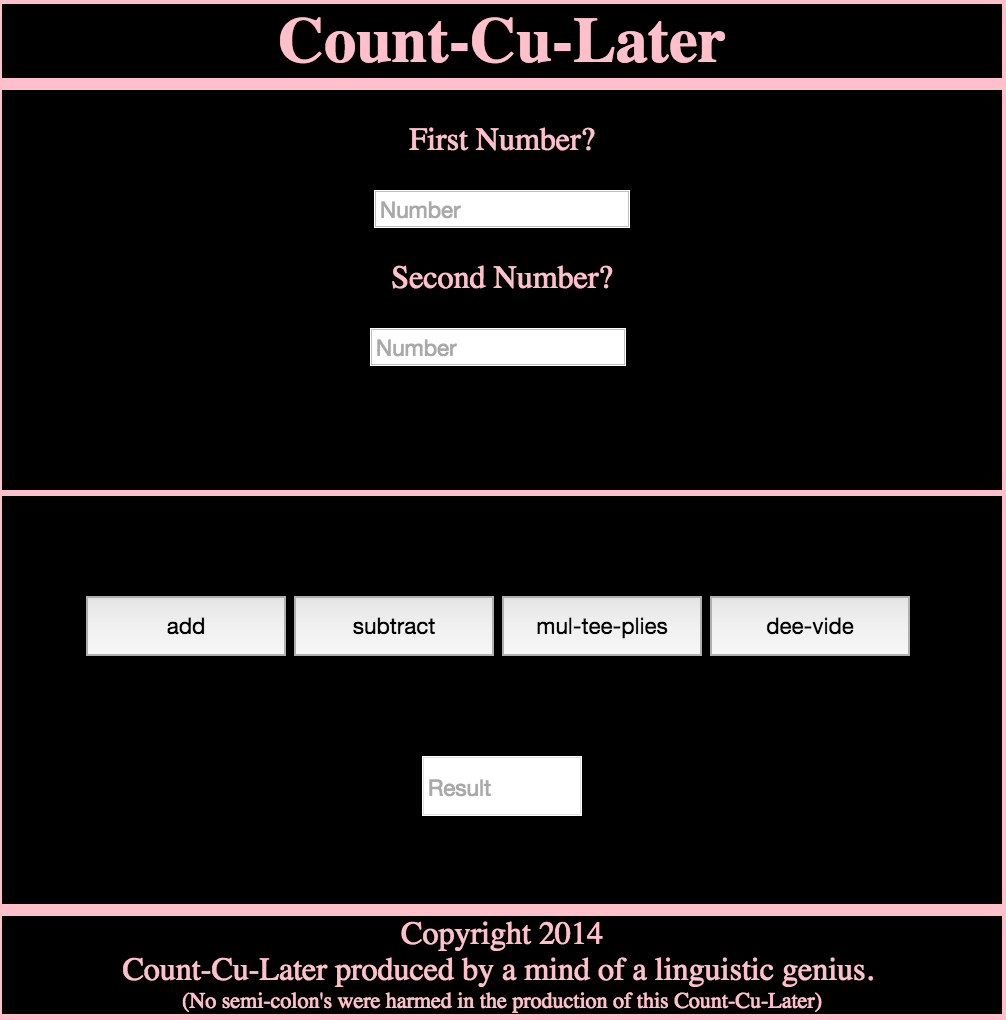 Count-Cu-Later
First Number?
Number
Second Number?
Number
add subtract mul-tee-plies dee-vide
Result
Copyright 2014
Count-Cu-Later produced by a mind of a linguistic genius.
(No semi-colon's were harmed in the production of this Count-Cu-Later)